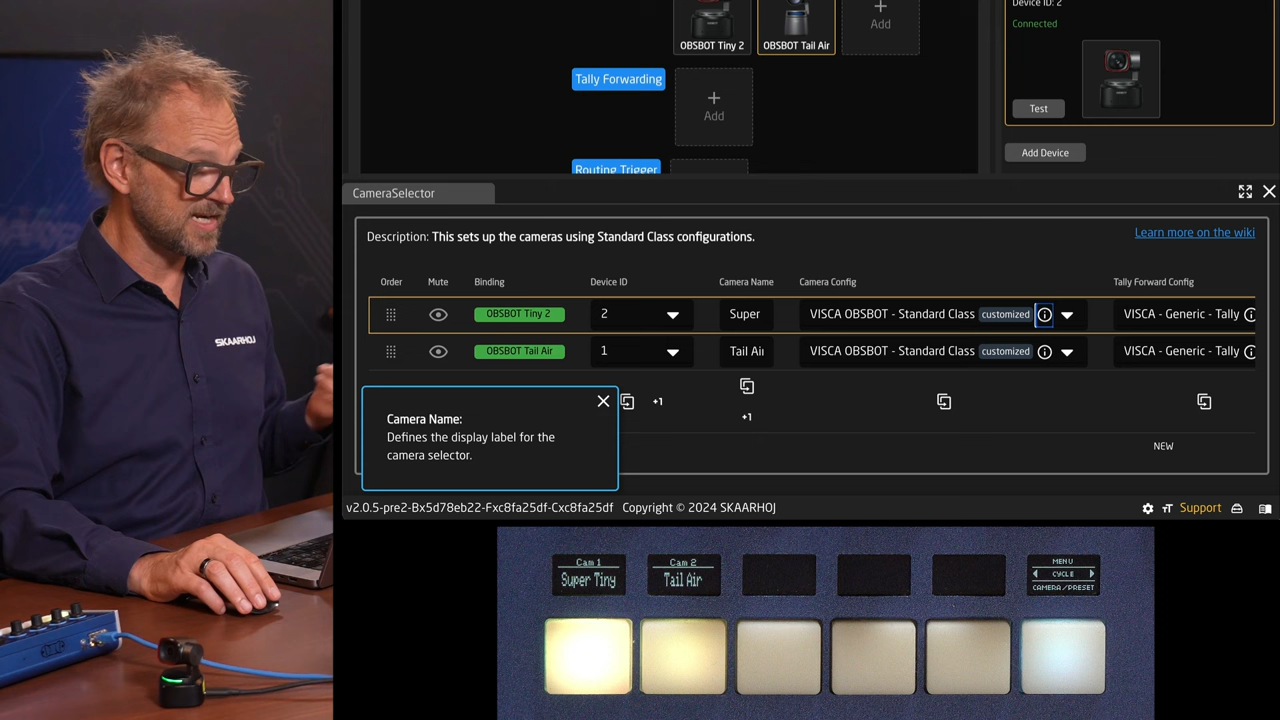 OBSBOT Tiny 2
OBSBOT Tail Air
Add
Device ID: 2
Connected
Tally Forwarding
Add
Test
Routing Trigger
Add Device
CameraSelector
Description: This sets up the cameras using Standard Class configurations.
Learn more on the wiki
Order
Mute
Binding
Device ID
Camera Name
Camera Config
Tally Forward Config
OBSBOT Tiny 2
2
Super
VISCA OBSBOT - Standard Class
customized
VISCA - Generic - Tally
OBSBOT Tail Air
1
Tail Air
VISCA OBSBOT - Standard Class
customized
VISCA - Generic - Tally
+1
+1
Camera Name:
Defines the display label for the
camera selector.
NEW
v2.0.5-pre2-Bx5d78eb22-Fxc8fa25df-Cxc8fa25df Copyright © 2024 SKAARHOJ
Support
SKAARHOJ
Cam 1
Super Tiny
Cam 2
Tail Air
MENU
CYCLE
CAMERA/PRESET